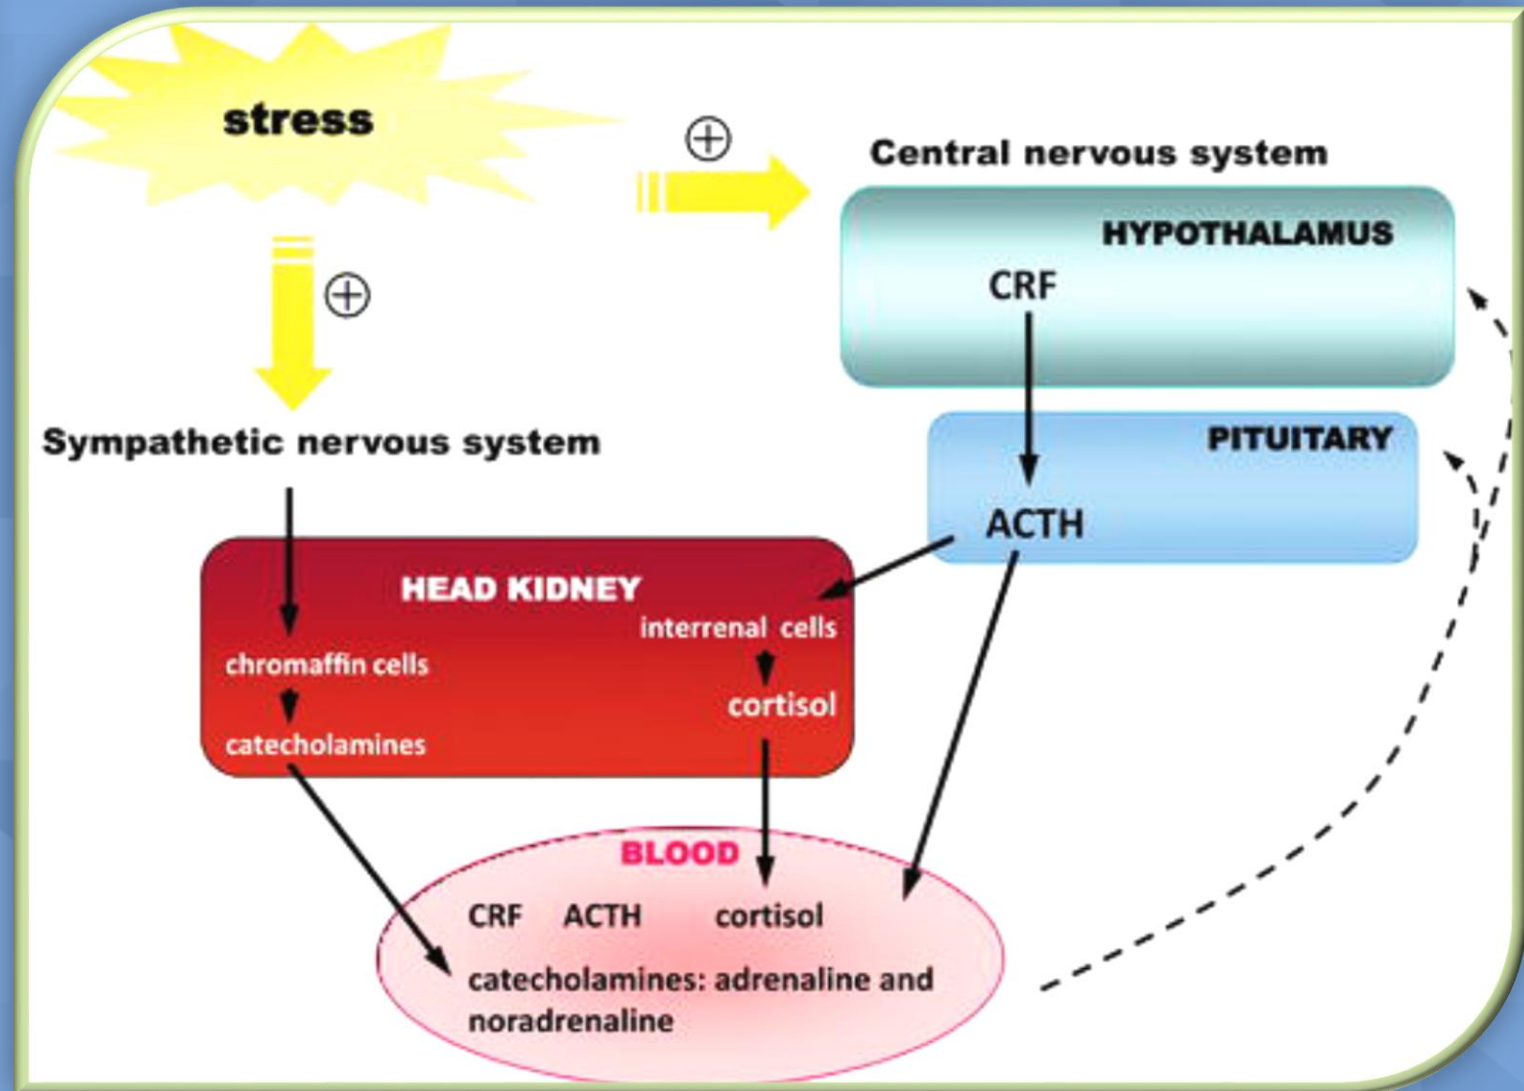 stress
Central nervous system
HYPOTHALAMUS
CRF
Sympathetic nervous system
PITUITARY
ACTH
HEAD KIDNEY
interrenal cells
chromaffin cells
cortisol
catecholamines
BLOOD
CRF ACTH cortisol
catecholamines: adrenaline and
noradrenaline